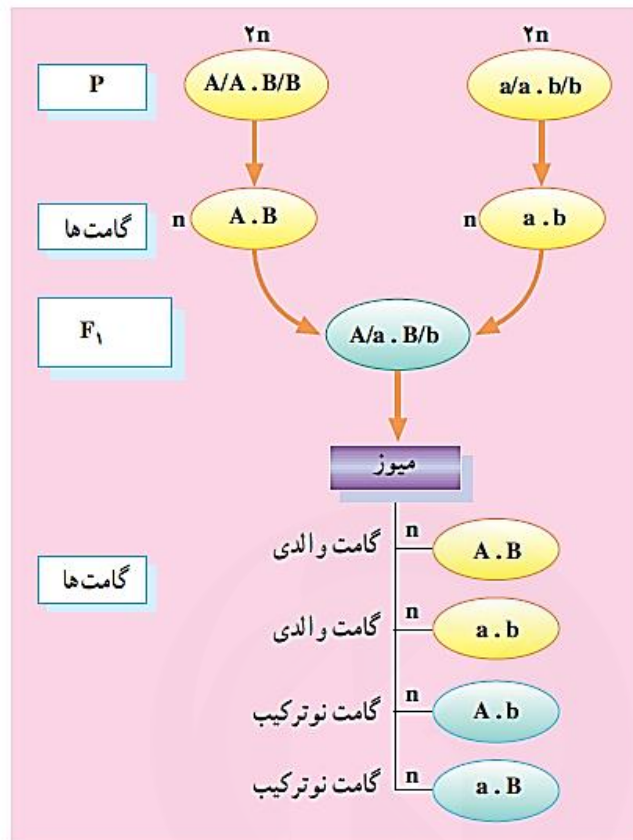 ۲n ۲n
P A/A . B/B a/a . b/b
گامت‌ها n A . B n a . b
F۱ A/a . B/b
میوز
گامت والدی n A . B
گامت‌ها
گامت والدی n a . b
گامت نوترکیب n A . b
گامت نوترکیب n a . B